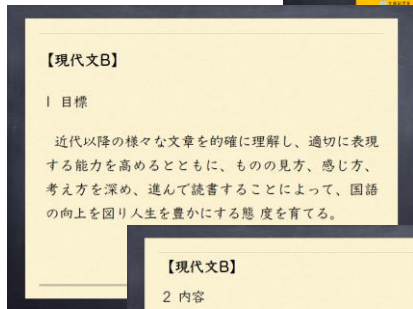 【現代文B】
1 目標
近代以降の様々な文章を的確に理解し、適切に表現
する能力を高めるとともに、ものの見方、感じ方、
考え方を深め、進んで読書することによって、国語
の向上を図り人生を豊かにする態 度を育てる。
【現代文B】
2 内容